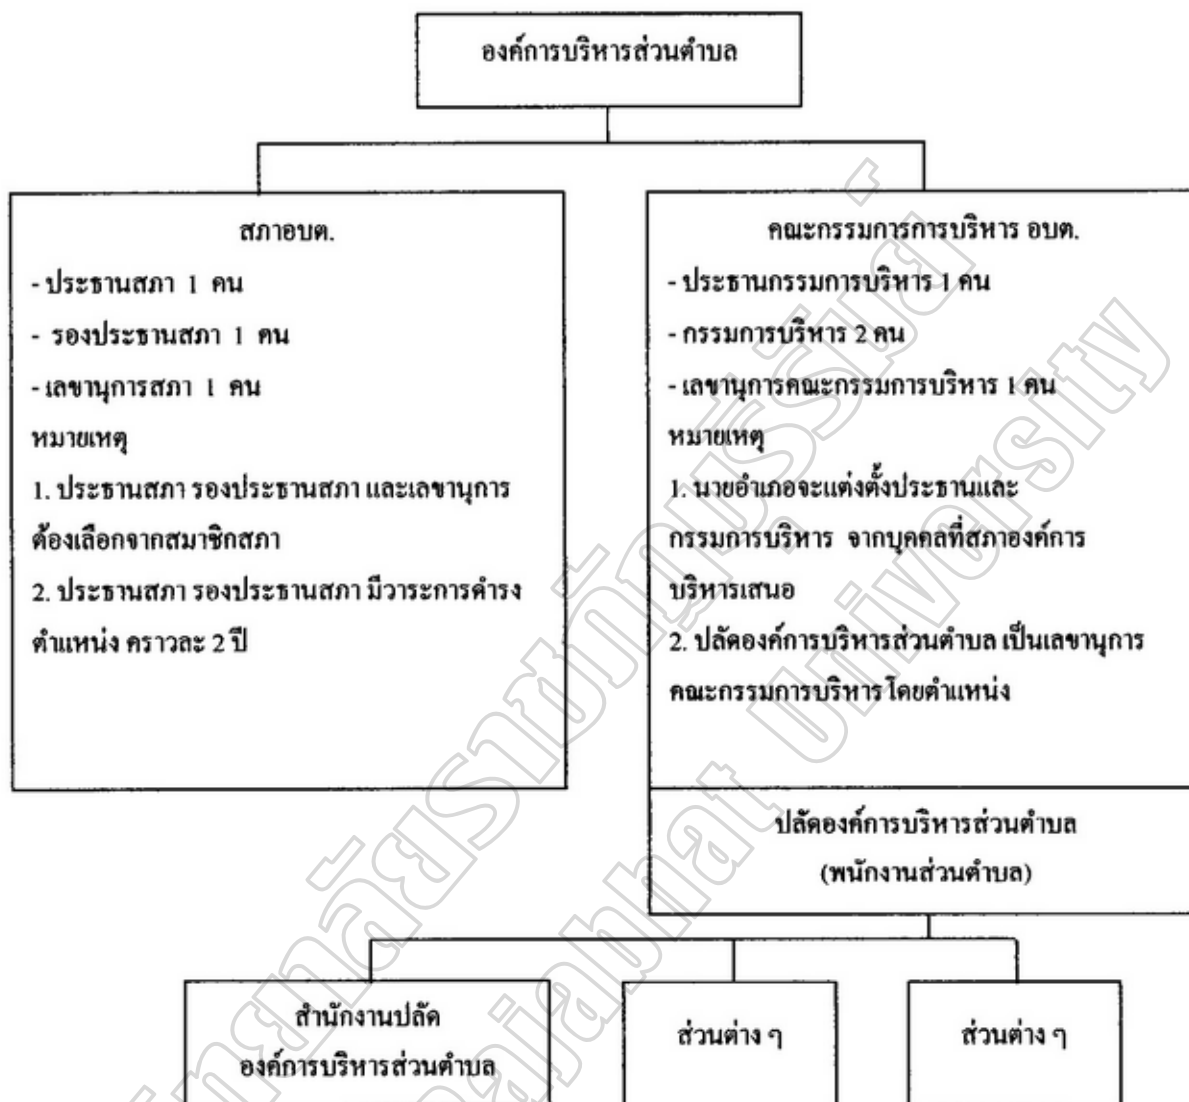 องค์การบริหารส่วนตำบล
สภาอบต.
- ประธานสภา 1 คน
- รองประธานสภา 1 คน
- เลขานุการสภา 1 คน
หมายเหตุ
1. ประธานสภา รองประธานสภา และเลขานุการ
ต้องเลือกจากสมาชิกสภา
2. ประธานสภา รองประธานสภา มีวาระการดำรง
ตำแหน่ง คราวละ 2 ปี
คณะกรรมการการบริหาร อบต.
- ประธานกรรมการบริหาร 1 คน
- กรรมการบริหาร 2 คน
- เลขานุการคณะกรรมการบริหาร 1 คน
หมายเหตุ
1. นายอำเภอจะแต่งตั้งประธานและ
กรรมการบริหาร จากบุคคลที่สภาองค์การ
บริหารเสนอ
2. ปลัดองค์การบริหารส่วนตำบล เป็นเลขานุการ
คณะกรรมการบริหาร โดยตำแหน่ง
ปลัดองค์การบริหารส่วนตำบล
(พนักงานส่วนตำบล)
สำนักงานปลัด
องค์การบริหารส่วนตำบล
ส่วนต่าง ๆ
ส่วนต่าง ๆ
Rajabhat University